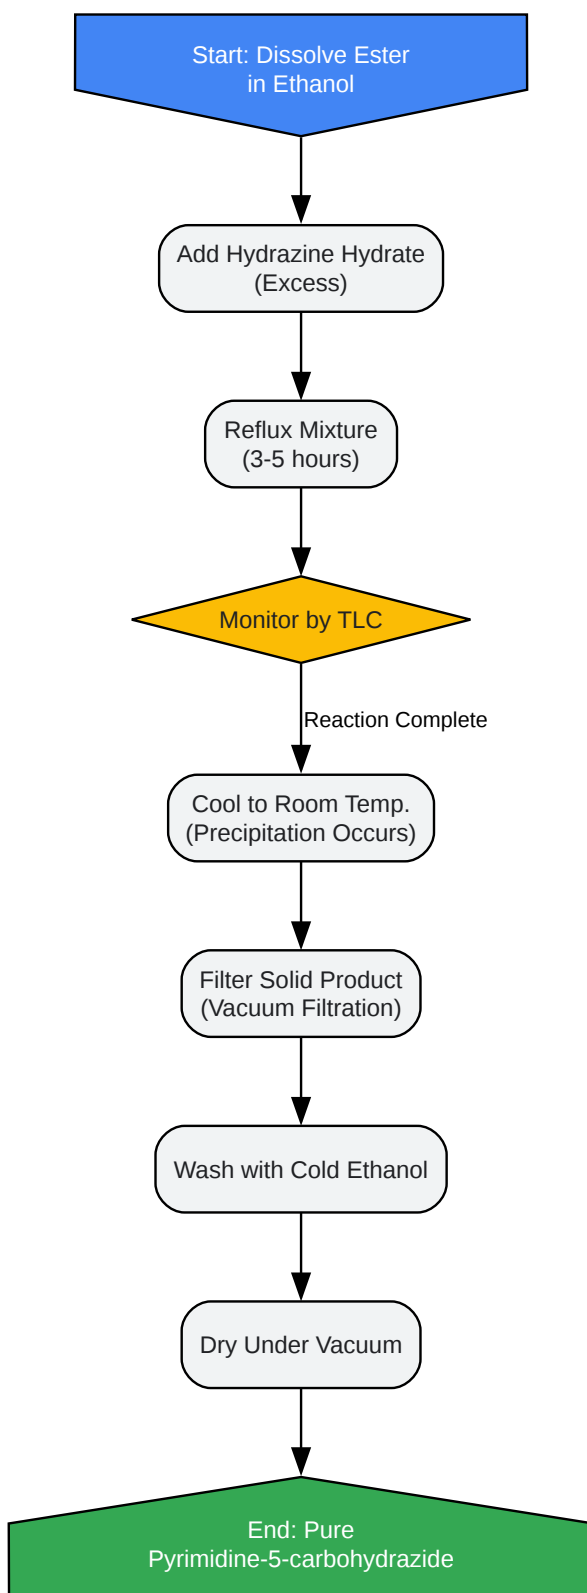 Start: Dissolve Ester
in Ethanol
Add Hydrazine Hydrate
(Excess)
Reflux Mixture
(3-5 hours)
Monitor by TLC
Reaction Complete
Cool to Room Temp.
(Precipitation Occurs)
Filter Solid Product
(Vacuum Filtration)
Wash with Cold Ethanol
Dry Under Vacuum
End: Pure
Pyrimidine-5-carbohydrazide